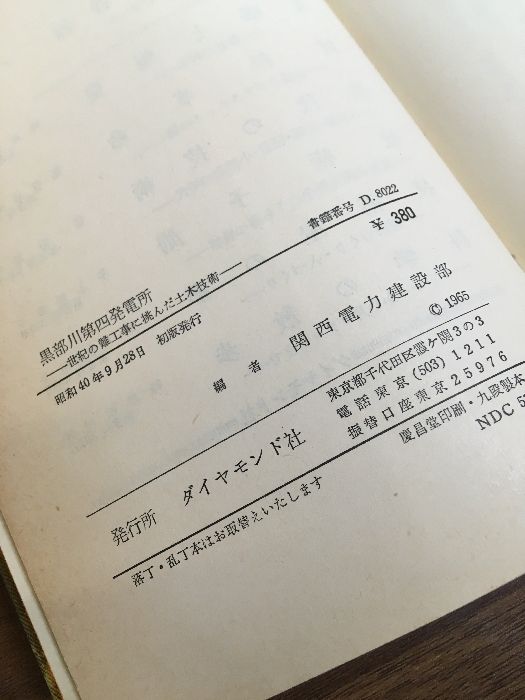 黒部川第四発電所
——世紀の難工事に挑んだ土木技術——
書籍番号 D. 8022
昭和40年9月28日 初版発行
¥ 380
編者 関西電力建設部
© 1965
発行所 ダイヤモンド社
東京都千代田区霞ケ関3の3
電話東京(503)1211
振替口座東京25976
慶昌堂印刷・九段製本
NDC 5
落丁・乱丁本はお取替えいたします